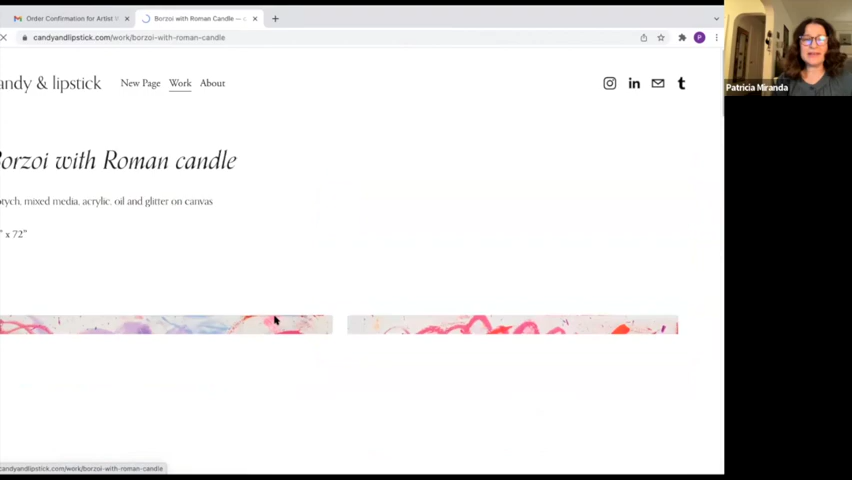 Order Confirmation for Artist V
Borzoi with Roman Candle — c
candyandlipstick.com/work/borzoi-with-roman-candle
P
andy & lipstick
New Page
Work
About
in
t
Borzoi with Roman candle
ptych, mixed media, acrylic, oil and glitter on canvas
" x 72"
candyandlipstick.com/work/borzoi-with-roman-candle
Patricia Miranda